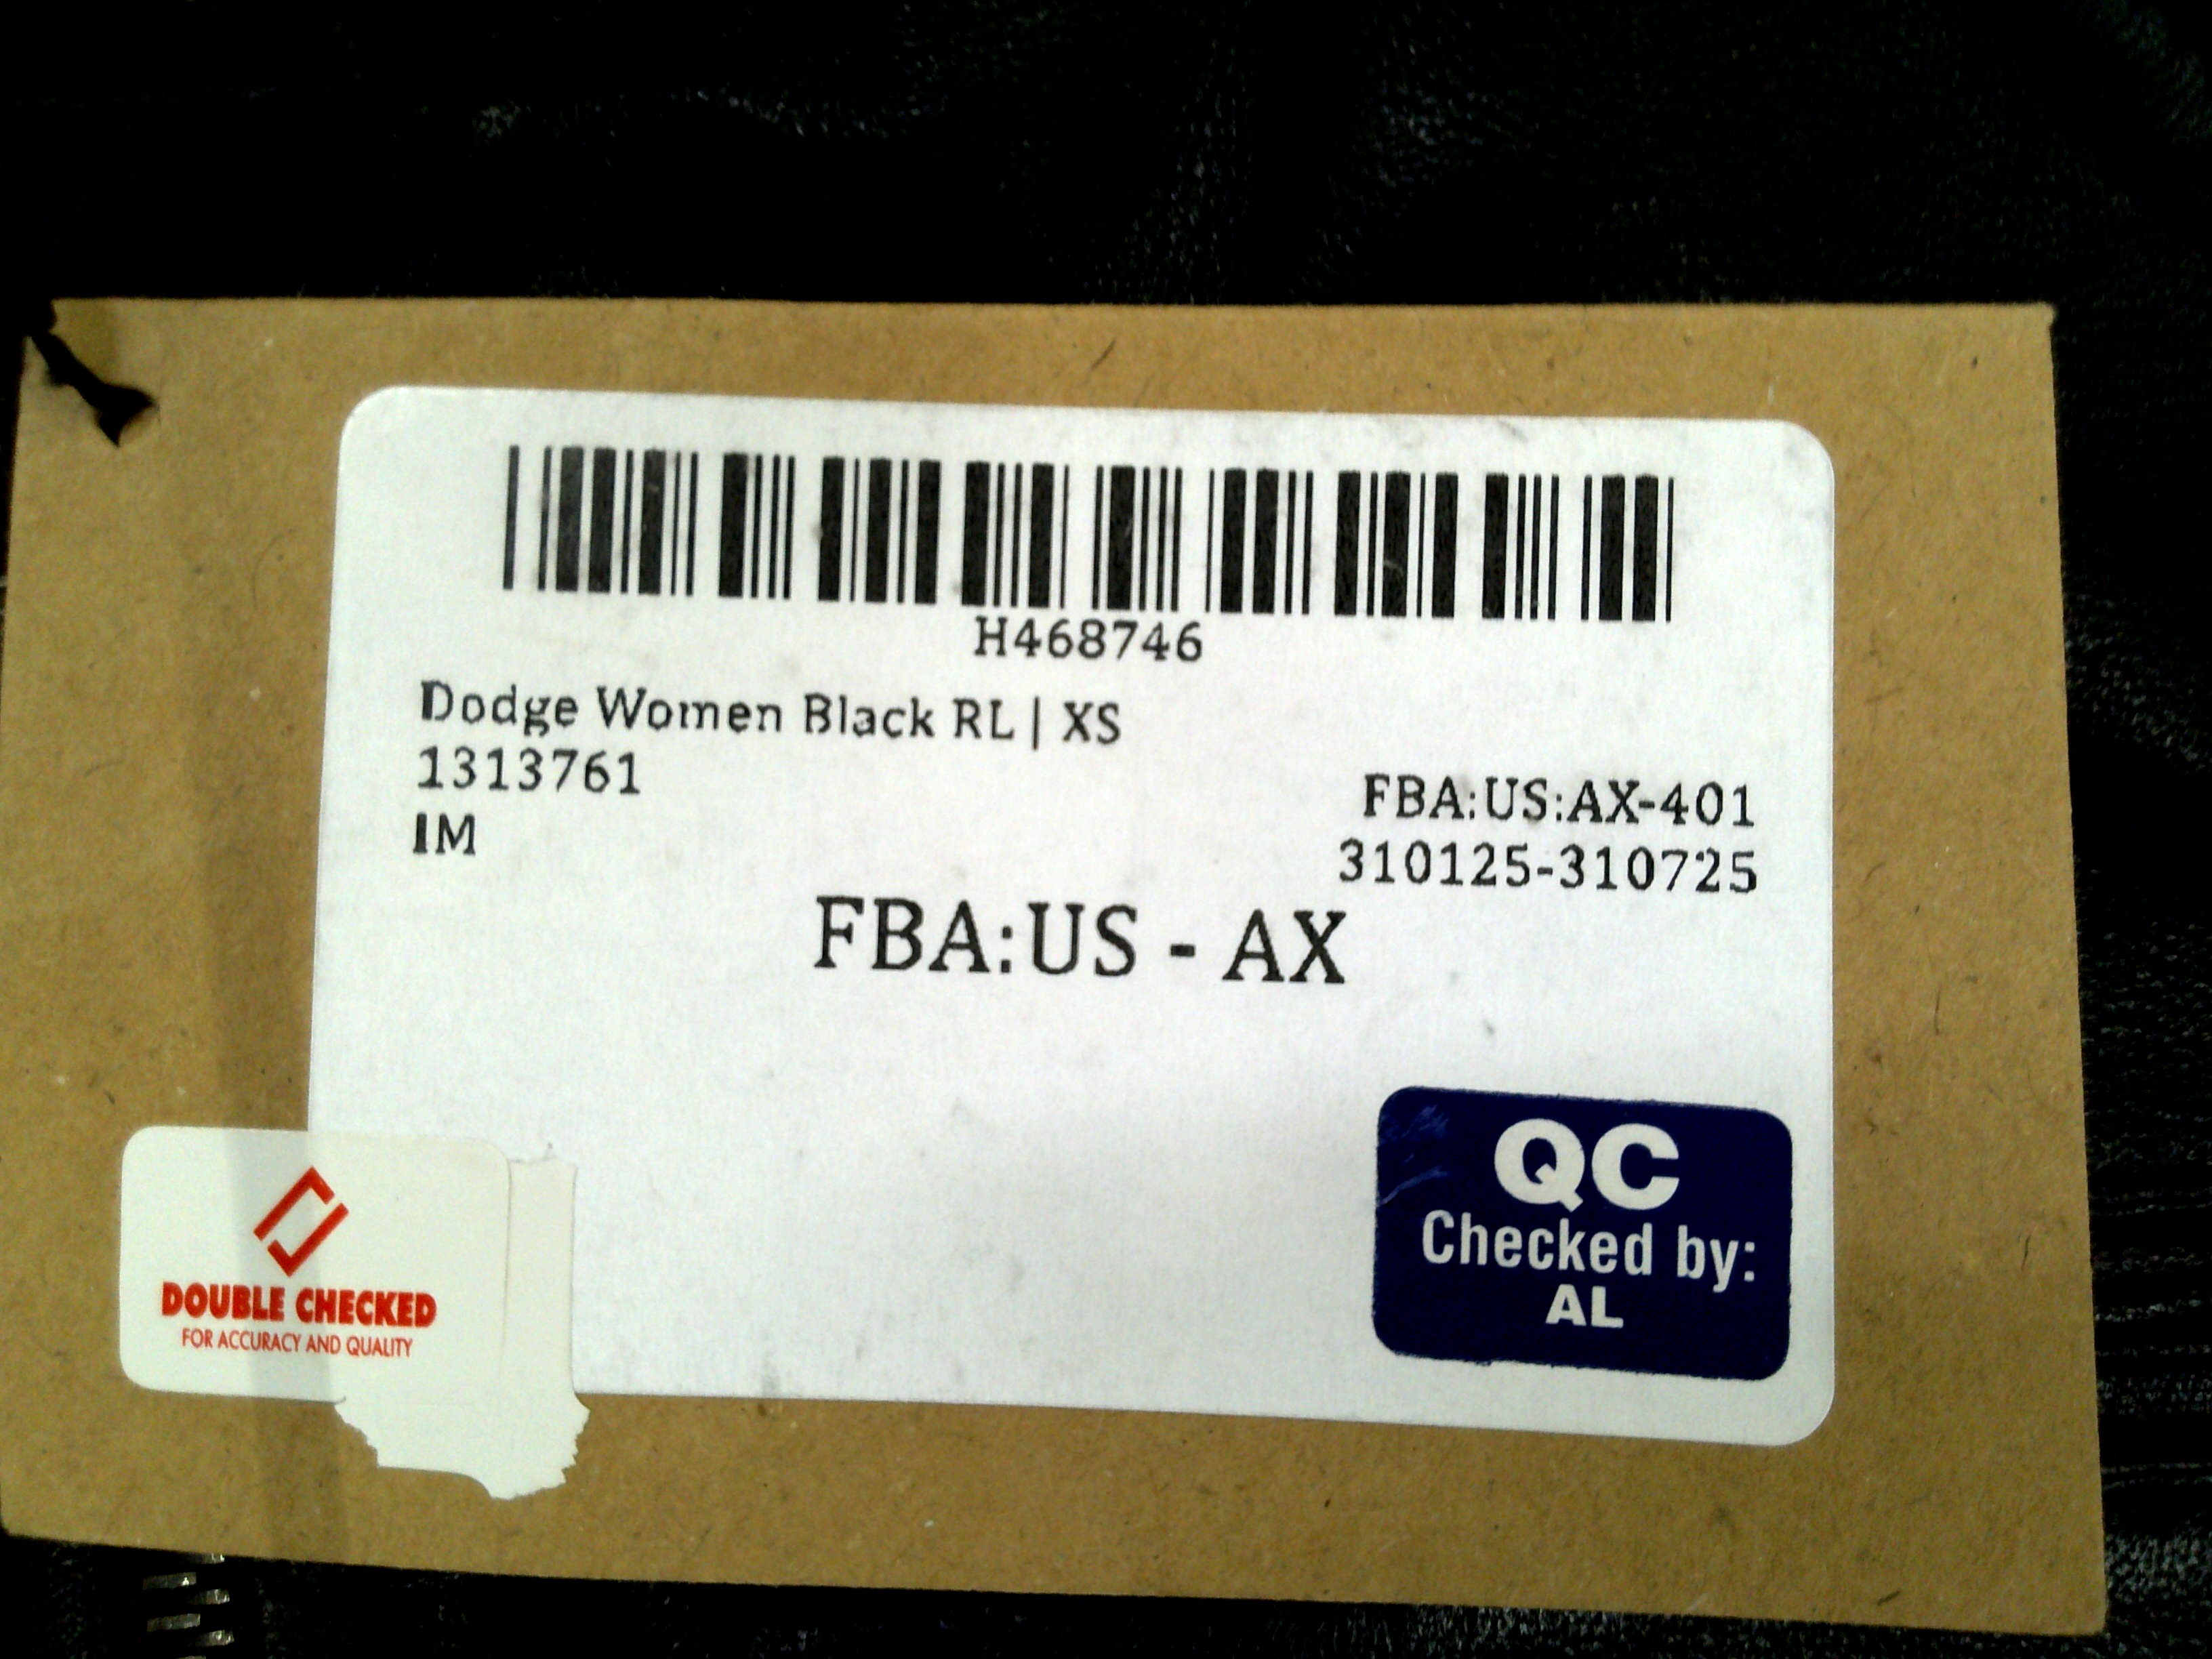 H468746
Dodge Women Black RL | XS
1313761
IM
FBA:US:AX-401
310125-310725
FBA:US - AX
QC
Checked by:
AL
DOUBLE CHECKED
FOR ACCURACY AND QUALITY